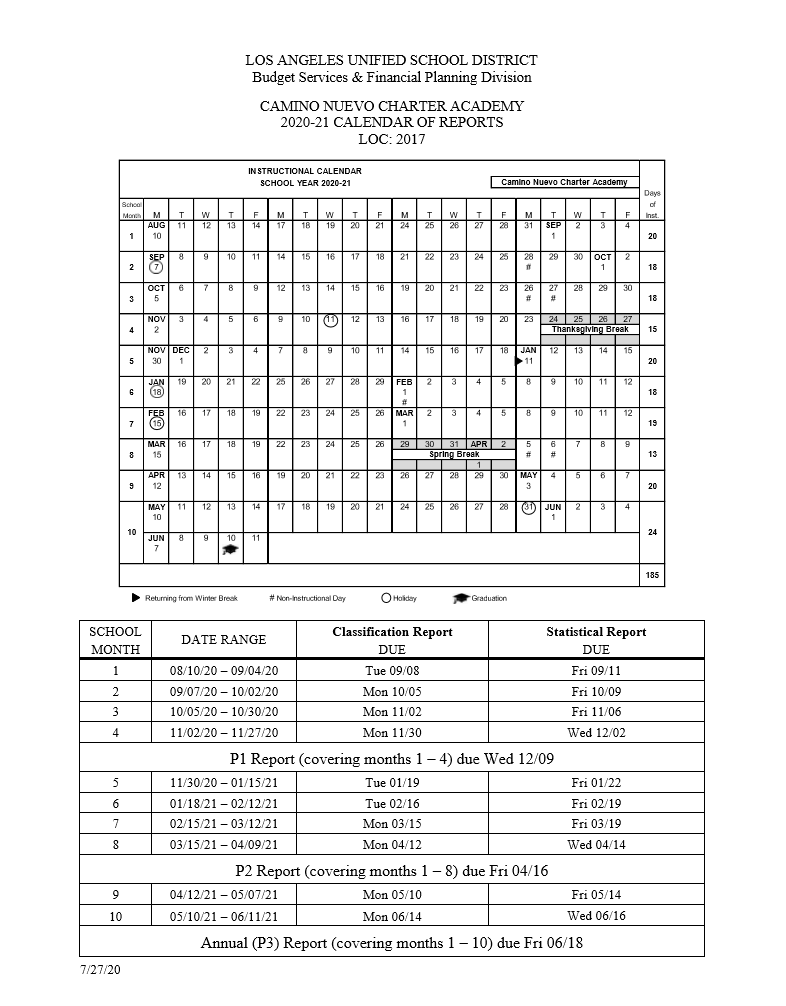 LOS ANGELES UNIFIED SCHOOL DISTRICT
Budget Services & Financial Planning Division
CAMINO NUEVO CHARTER ACADEMY
2020-21 CALENDAR OF REPORTS
LOC: 2017
INSTRUCTIONAL CALENDAR
SCHOOL YEAR 2020-21
Camino Nuevo Charter Academy
Days of Inst.
School Month M T W T F M T W T F M T W T F M T W T F
1 AUG 10 11 12 13 14 17 18 19 20 21 24 25 26 27 28 31 SEP 1 2 3 4 20
2 SEP 7 8 9 10 11 14 15 16 17 18 21 22 23 24 25 28 # 29 30 OCT 1 2 18
3 OCT 5 6 7 8 9 12 13 14 15 16 19 20 21 22 23 26 # 27 # 28 29 30 18
4 NOV 2 3 4 5 6 9 10 11 12 13 16 17 18 19 20 23 24 25 26 27 15
Thanksgiving Break
5 NOV 30 DEC 1 2 3 4 7 8 9 10 11 14 15 16 17 18 JAN 11 12 13 14 15 20
6 JAN 18 19 20 21 22 25 26 27 28 29 FEB 1 # 2 3 4 5 8 9 10 11 12 18
7 FEB 15 16 17 18 19 22 23 24 25 26 MAR 1 2 3 4 5 8 9 10 11 12 19
8 MAR 15 16 17 18 19 22 23 24 25 26 29 30 31 APR 1 2 5 # 6 # 7 8 9 13
Spring Break
9 APR 12 13 14 15 16 19 20 21 22 23 26 27 28 29 30 MAY 3 4 5 6 7 20
10 MAY 10 11 12 13 14 17 18 19 20 21 24 25 26 27 28 31 JUN 1 2 3 4 24
JUN 7 8 9 10 11
185
Returning from Winter Break # Non-Instructional Day Holiday Graduation
SCHOOL MONTH DATE RANGE Classification Report DUE Statistical Report DUE
1 08/10/20 – 09/04/20 Tue 09/08 Fri 09/11
2 09/07/20 – 10/02/20 Mon 10/05 Fri 10/09
3 10/05/20 – 10/30/20 Mon 11/02 Fri 11/06
4 11/02/20 – 11/27/20 Mon 11/30 Wed 12/02
P1 Report (covering months 1 – 4) due Wed 12/09
5 11/30/20 – 01/15/21 Tue 01/19 Fri 01/22
6 01/18/21 – 02/12/21 Tue 02/16 Fri 02/19
7 02/15/21 – 03/12/21 Mon 03/15 Fri 03/19
8 03/15/21 – 04/09/21 Mon 04/12 Wed 04/14
P2 Report (covering months 1 – 8) due Fri 04/16
9 04/12/21 – 05/07/21 Mon 05/10 Fri 05/14
10 05/10/21 – 06/11/21 Mon 06/14 Wed 06/16
Annual (P3) Report (covering months 1 – 10) due Fri 06/18
7/27/20